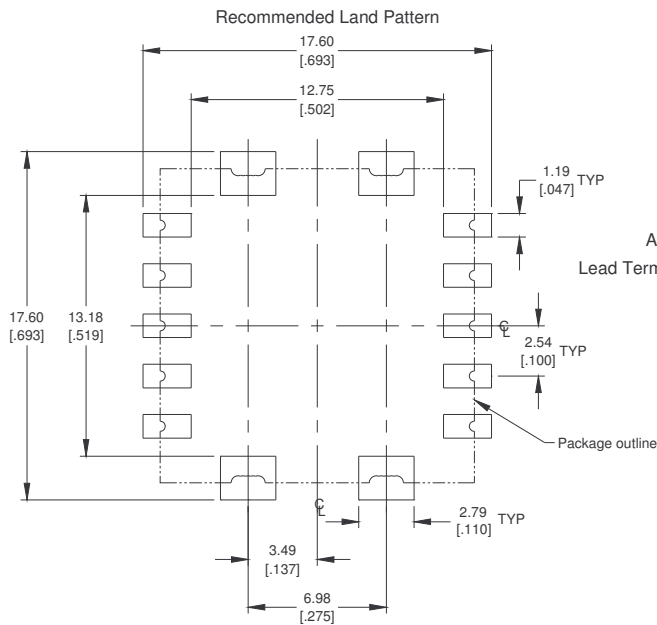 Recommended Land Pattern
17.60
[.693]
12.75
[.502]
1.19
[.047]
TYP
A
Lead Term
17.60
[.693]
13.18
[.519]
℄
2.54
[.100]
TYP
Package outline
℄
2.79
[.110]
TYP
3.49
[.137]
6.98
[.275]